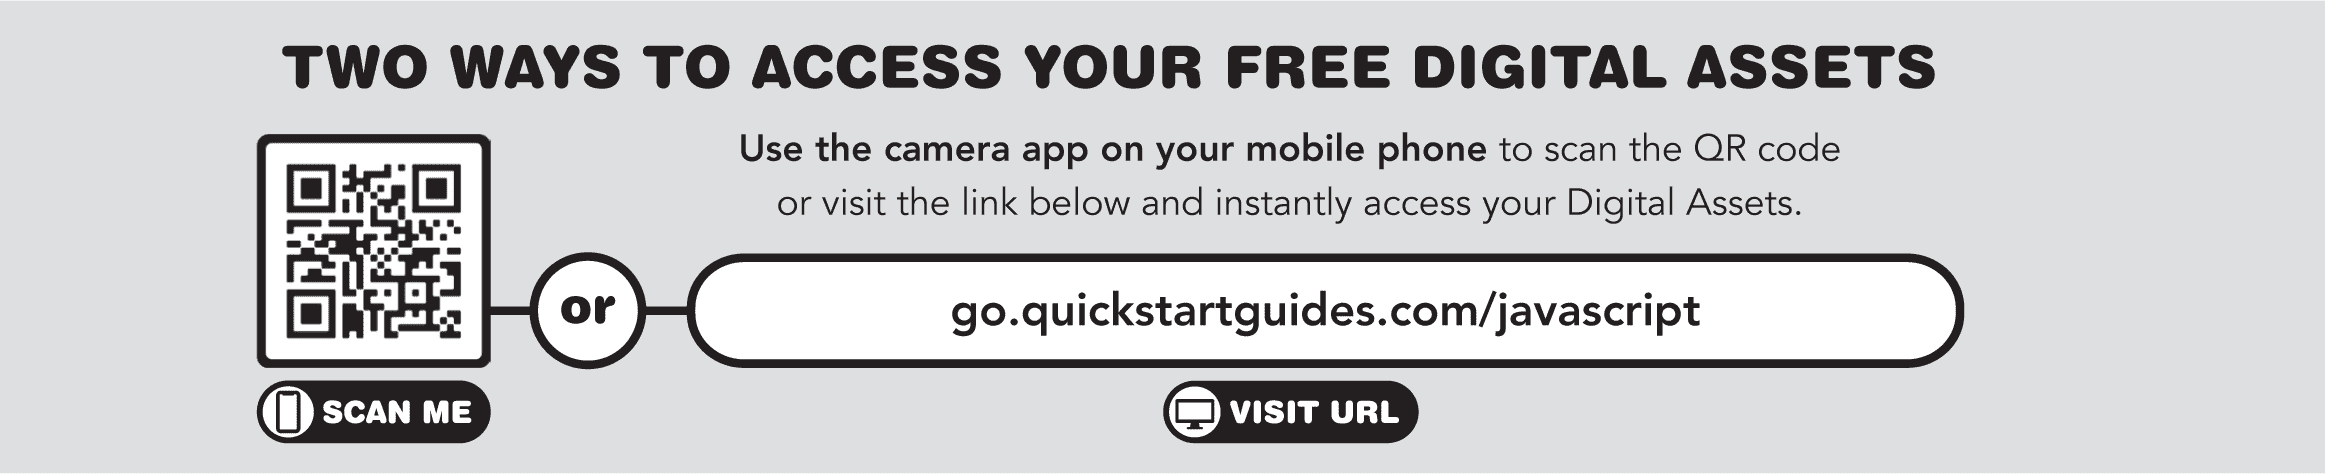 TWO WAYS TO ACCESS YOUR FREE DIGITAL ASSETS
Use the camera app on your mobile phone to scan the QR code
or visit the link below and instantly access your Digital Assets.
or
go.quickstartguides.com/javascript
SCAN ME
VISIT URL